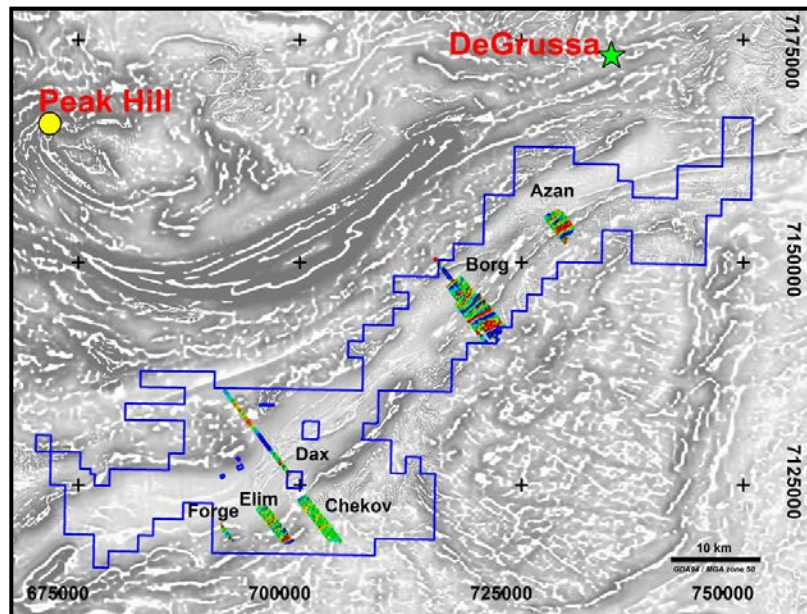 DeGrussa
7175000
Peak Hill
Azan
7150000
Borg
Dax
7125000
Elim
Chekov
Forge
10 km
GDA94 / MGA zone 50
675000
700000
725000
750000